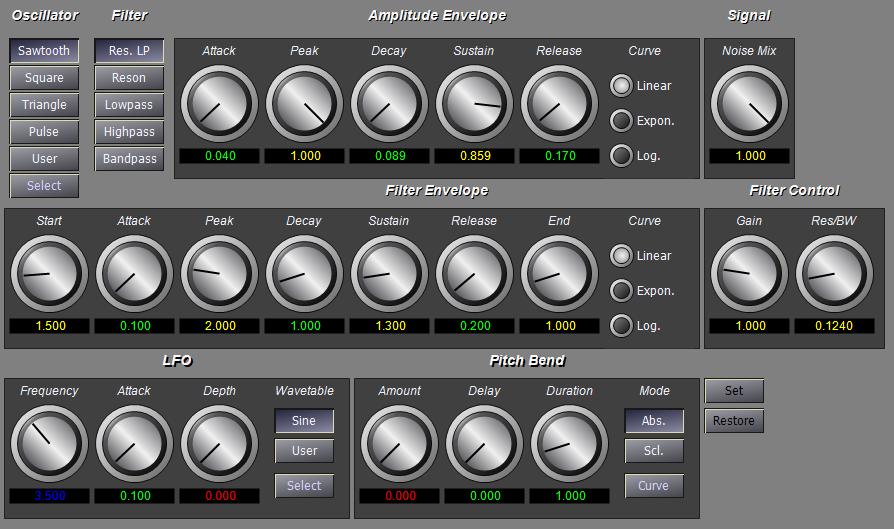 Oscillator Filter Amplitude Envelope Signal
Sawtooth Res. LP Attack Peak Decay Sustain Release Curve Noise Mix
Square Reson Linear
Triangle Lowpass
Pulse Highpass Expon.
User Bandpass 0.040 1.000 0.089 0.859 0.170 Log. 1.000
Select
Filter Envelope Filter Control
Start Attack Peak Decay Sustain Release End Curve Gain Res/BW
Linear
Expon.
1.500 0.100 2.000 1.000 1.300 0.200 1.000 Log. 1.000 0.1240
LFO Pitch Bend
Frequency Attack Depth Wavetable Amount Delay Duration Mode Set
Sine Abs. Restore
User Scl.
Select Curve
3.500 0.100 0.000 0.000 0.000 1.000